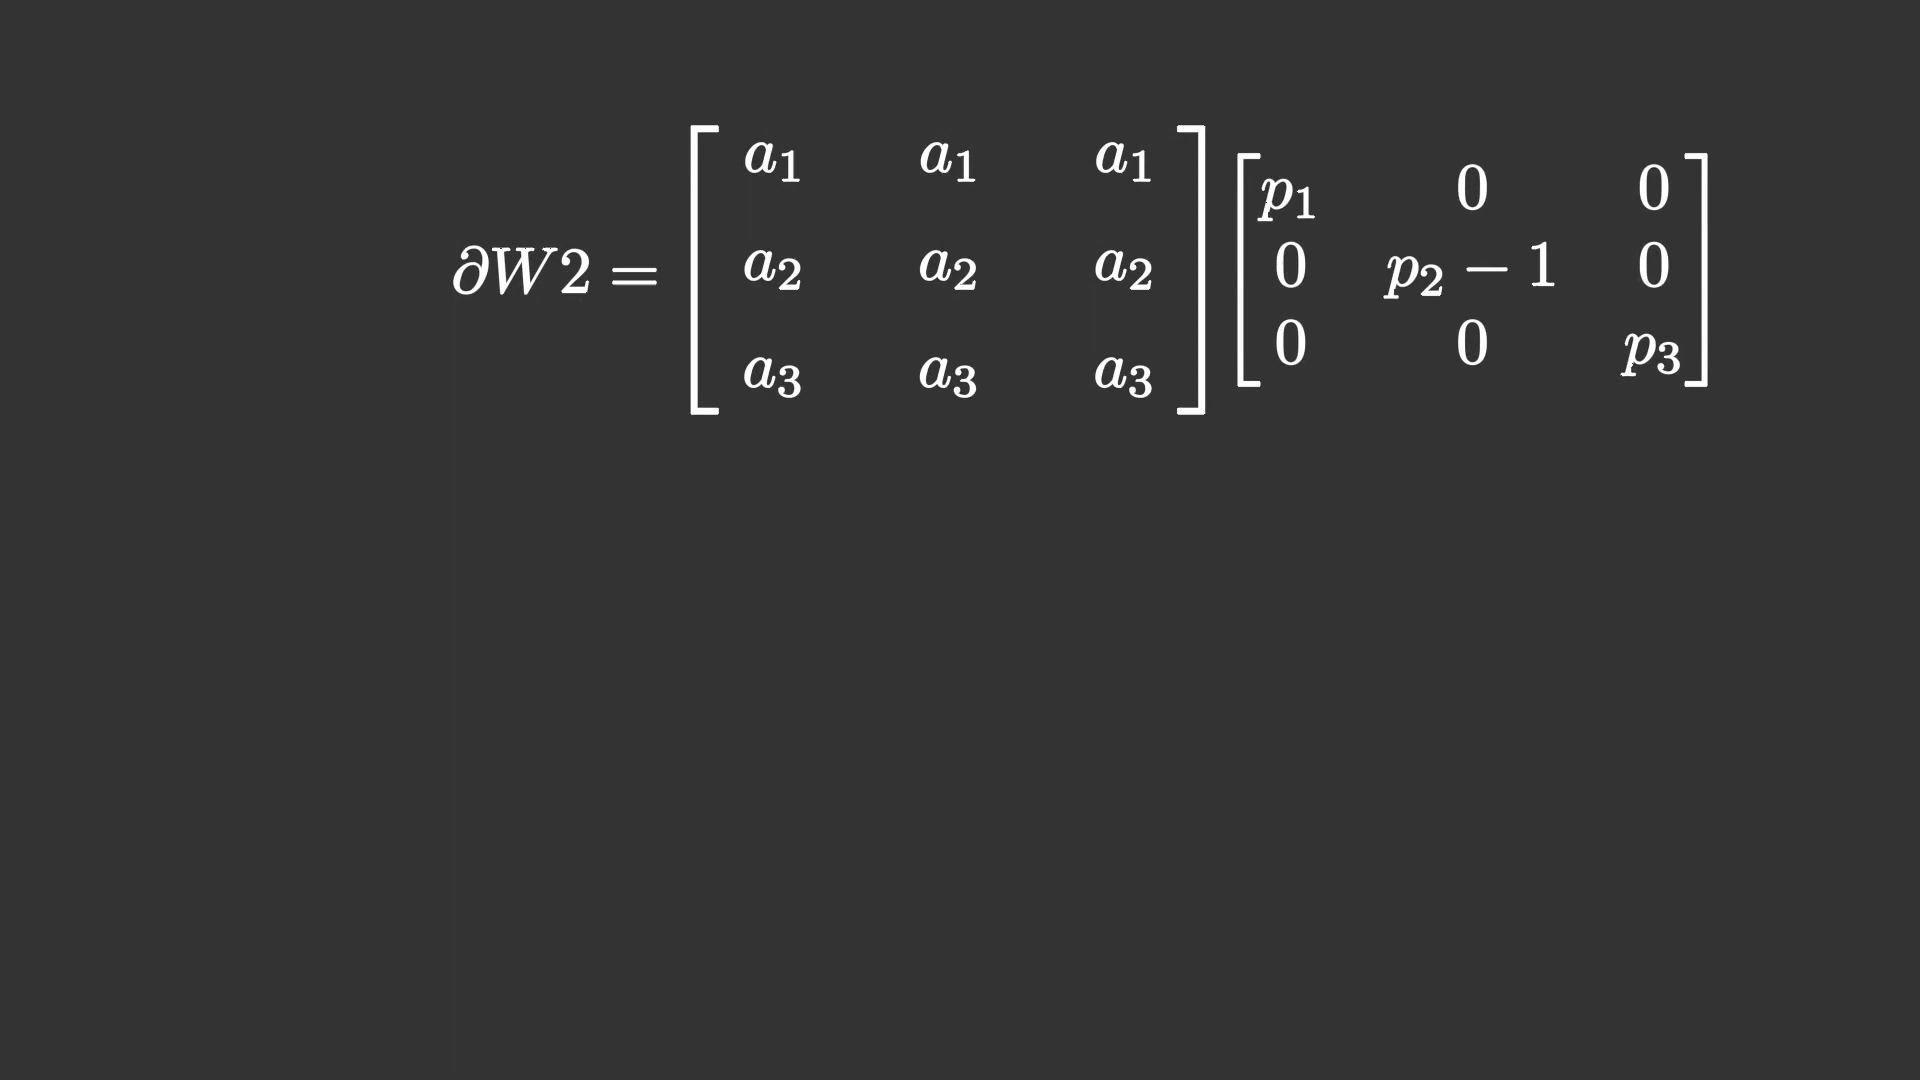 ∂W2 = [ a₁ a₁ a₁ ] [ p₁ 0 0 ]
[ a₂ a₂ a₂ ] [ 0 p₂ − 1 0 ]
[ a₃ a₃ a₃ ] [ 0 0 p₃ ]